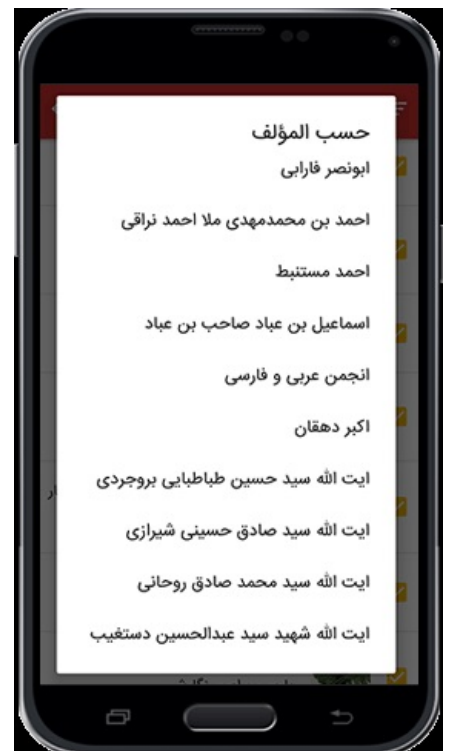 حسب المؤلف
ابونصر فارابی
احمد بن محمدمهدی ملا احمد نراقی
احمد مستنبط
اسماعیل بن عباد صاحب بن عباد
انجمن عربی و فارسی
اکبر دهقان
ایت الله سید حسین طباطبایی بروجردی
ایت الله سید صادق حسینی شیرازی
ایت الله سید محمد صادق روحانی
ایت الله شهید سید عبدالحسین دستغیب